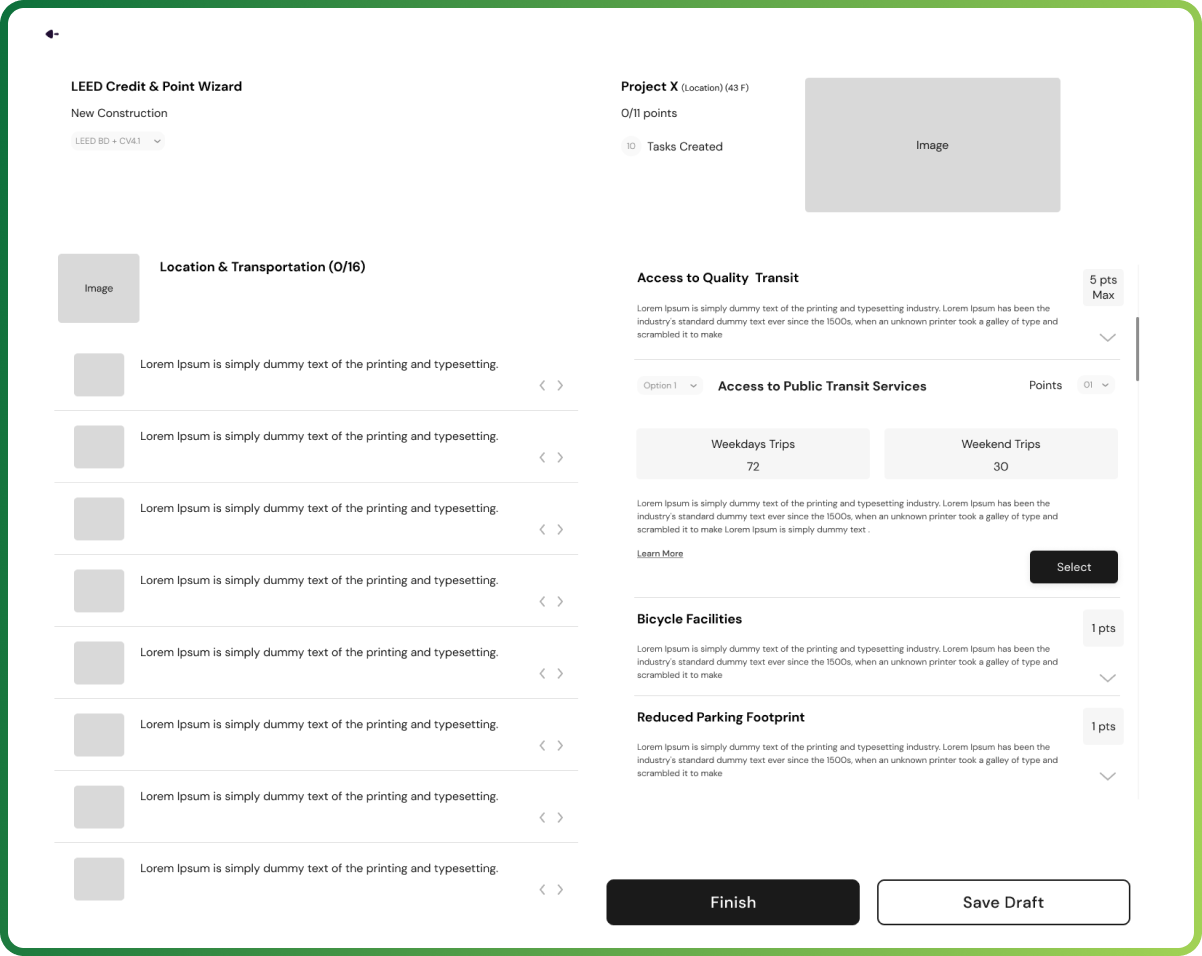 LEED Credit & Point Wizard
New Construction
LEED BD + CV4.1
Project X (Location) (43 F)
0/11 points
10 Tasks Created
Image
Image
Location & Transportation (0/16)
Lorem Ipsum is simply dummy text of the printing and typesetting.
Lorem Ipsum is simply dummy text of the printing and typesetting.
Lorem Ipsum is simply dummy text of the printing and typesetting.
Lorem Ipsum is simply dummy text of the printing and typesetting.
Lorem Ipsum is simply dummy text of the printing and typesetting.
Lorem Ipsum is simply dummy text of the printing and typesetting.
Lorem Ipsum is simply dummy text of the printing and typesetting.
Lorem Ipsum is simply dummy text of the printing and typesetting.
Access to Quality Transit
5 pts
Max
Lorem Ipsum is simply dummy text of the printing and typesetting industry. Lorem Ipsum has been the
industry's standard dummy text ever since the 1500s, when an unknown printer took a galley of type and
scrambled it to make
Option 1
Access to Public Transit Services
Points
01
Weekdays Trips
72
Weekend Trips
30
Lorem Ipsum is simply dummy text of the printing and typesetting industry. Lorem Ipsum has been the
industry's standard dummy text ever since the 1500s, when an unknown printer took a galley of type and
scrambled it to make Lorem Ipsum is simply dummy text .
Learn More
Select
Bicycle Facilities
1 pts
Lorem Ipsum is simply dummy text of the printing and typesetting industry. Lorem Ipsum has been the
industry's standard dummy text ever since the 1500s, when an unknown printer took a galley of type and
scrambled it to make
Reduced Parking Footprint
1 pts
Lorem Ipsum is simply dummy text of the printing and typesetting industry. Lorem Ipsum has been the
industry's standard dummy text ever since the 1500s, when an unknown printer took a galley of type and
scrambled it to make
Finish
Save Draft